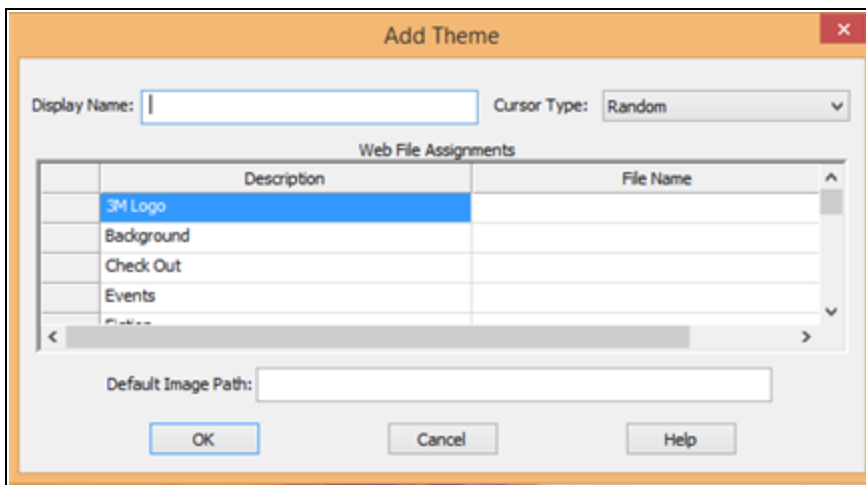 Add Theme
Display Name: Cursor Type: Random
Web File Assignments
Description File Name
3M Logo
Background
Check Out
Events
Fiction
Default Image Path:
OK Cancel Help